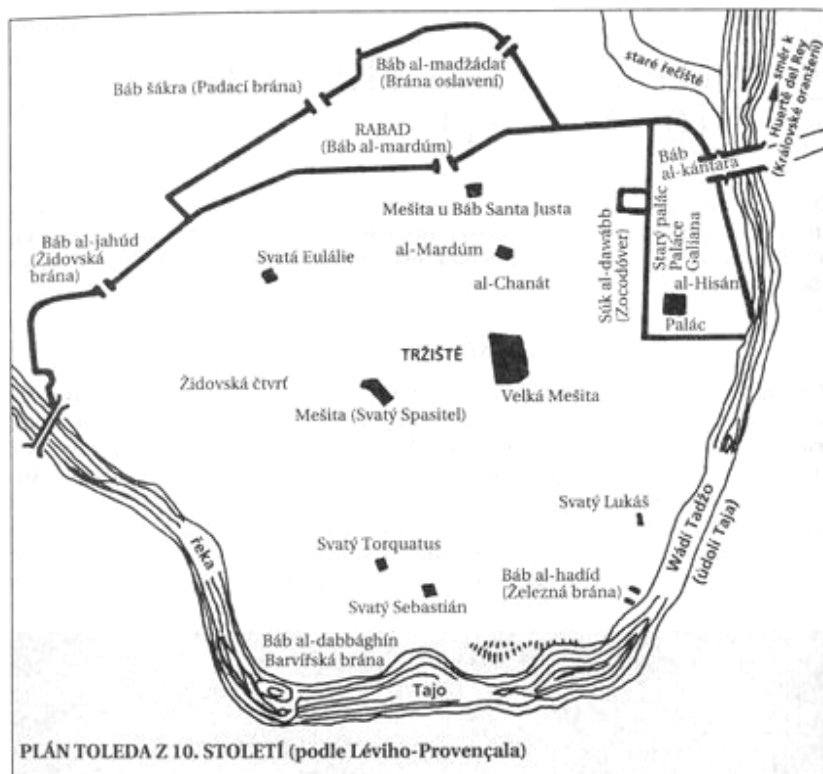 Báb al-madžádat
(Brána oslavení)
staré řečiště
směr k
Huertě del Rey
(Královské oranžerii)
Báb šákra (Padací brána)
RABAD
(Báb al-mardúm)
Báb
al-kántara
Mešita u Báb Santa Justa
Báb al-jahúd
(Židovská
brána)
Svatá Eulálie
al-Mardúm
al-Chanát
Súk al-dawább
(Zocodóver)
Starý palác
Paláce
Galiana
al-Hisám
Palác
TRŽIŠTĚ
Židovská čtvrť
Velká Mešita
Mešita (Svatý Spasitel)
řeka
Svatý Lukáš
Wádí Tadžo
(údolí Taja)
Svatý Torquatus
Báb al-hadíd
(Železná brána)
Svatý Sebastián
Báb al-dabbághín
Barvířská brána
Tajo
PLÁN TOLEDA Z 10. STOLETÍ (podle Léviho-Provençala)